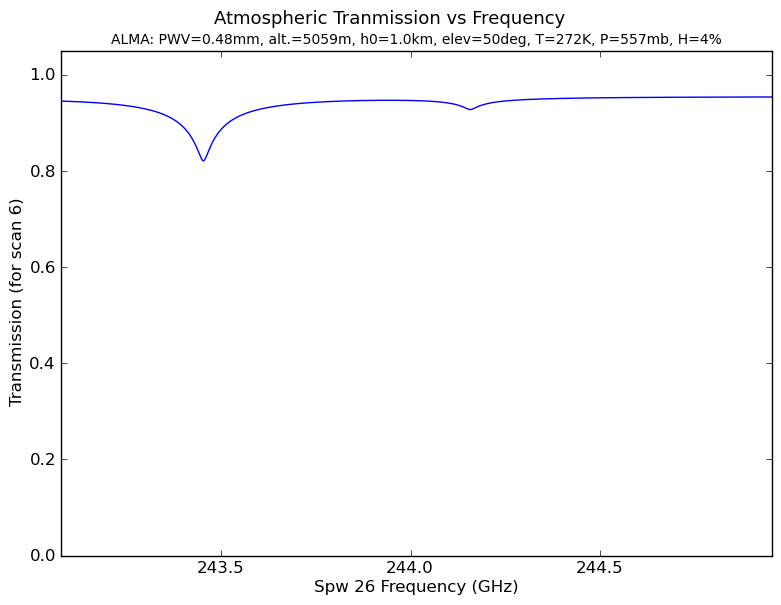 Atmospheric Tranmission vs Frequency
ALMA: PWV=0.48mm, alt.=5059m, h0=1.0km, elev=50deg, T=272K, P=557mb, H=4%
Transmission (for scan 6)
1.0
0.8
0.6
0.4
0.2
0.0
243.5 244.0 244.5
Spw 26 Frequency (GHz)